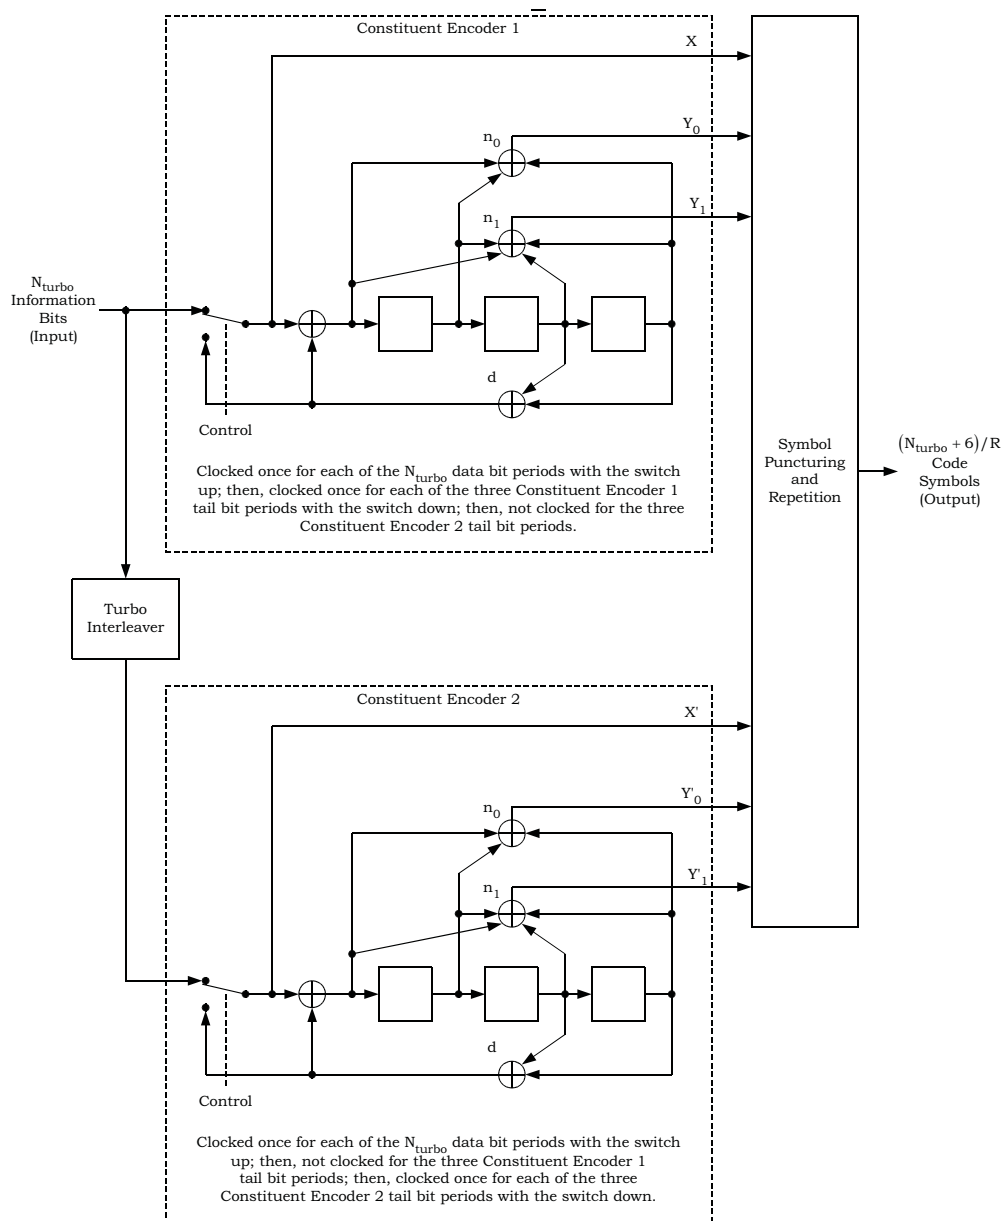 Constituent Encoder 1
X
n0
Y0
n1
Y1
Nturbo
Information
Bits
(Input)
d
Control
Clocked once for each of the Nturbo data bit periods with the switch
up; then, clocked once for each of the three Constituent Encoder 1
tail bit periods with the switch down; then, not clocked for the three
Constituent Encoder 2 tail bit periods.
Symbol
Puncturing
and
Repetition
(Nturbo + 6)/R
Code
Symbols
(Output)
Turbo
Interleaver
Constituent Encoder 2
X'
n0
Y'0
n1
Y'1
d
Control
Clocked once for each of the Nturbo data bit periods with the switch
up; then, not clocked for the three Constituent Encoder 1
tail bit periods; then, clocked once for each of the three
Constituent Encoder 2 tail bit periods with the switch down.